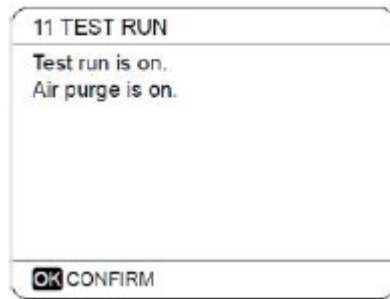 11 TEST RUN
Test run is on.
Air purge is on.
OK CONFIRM